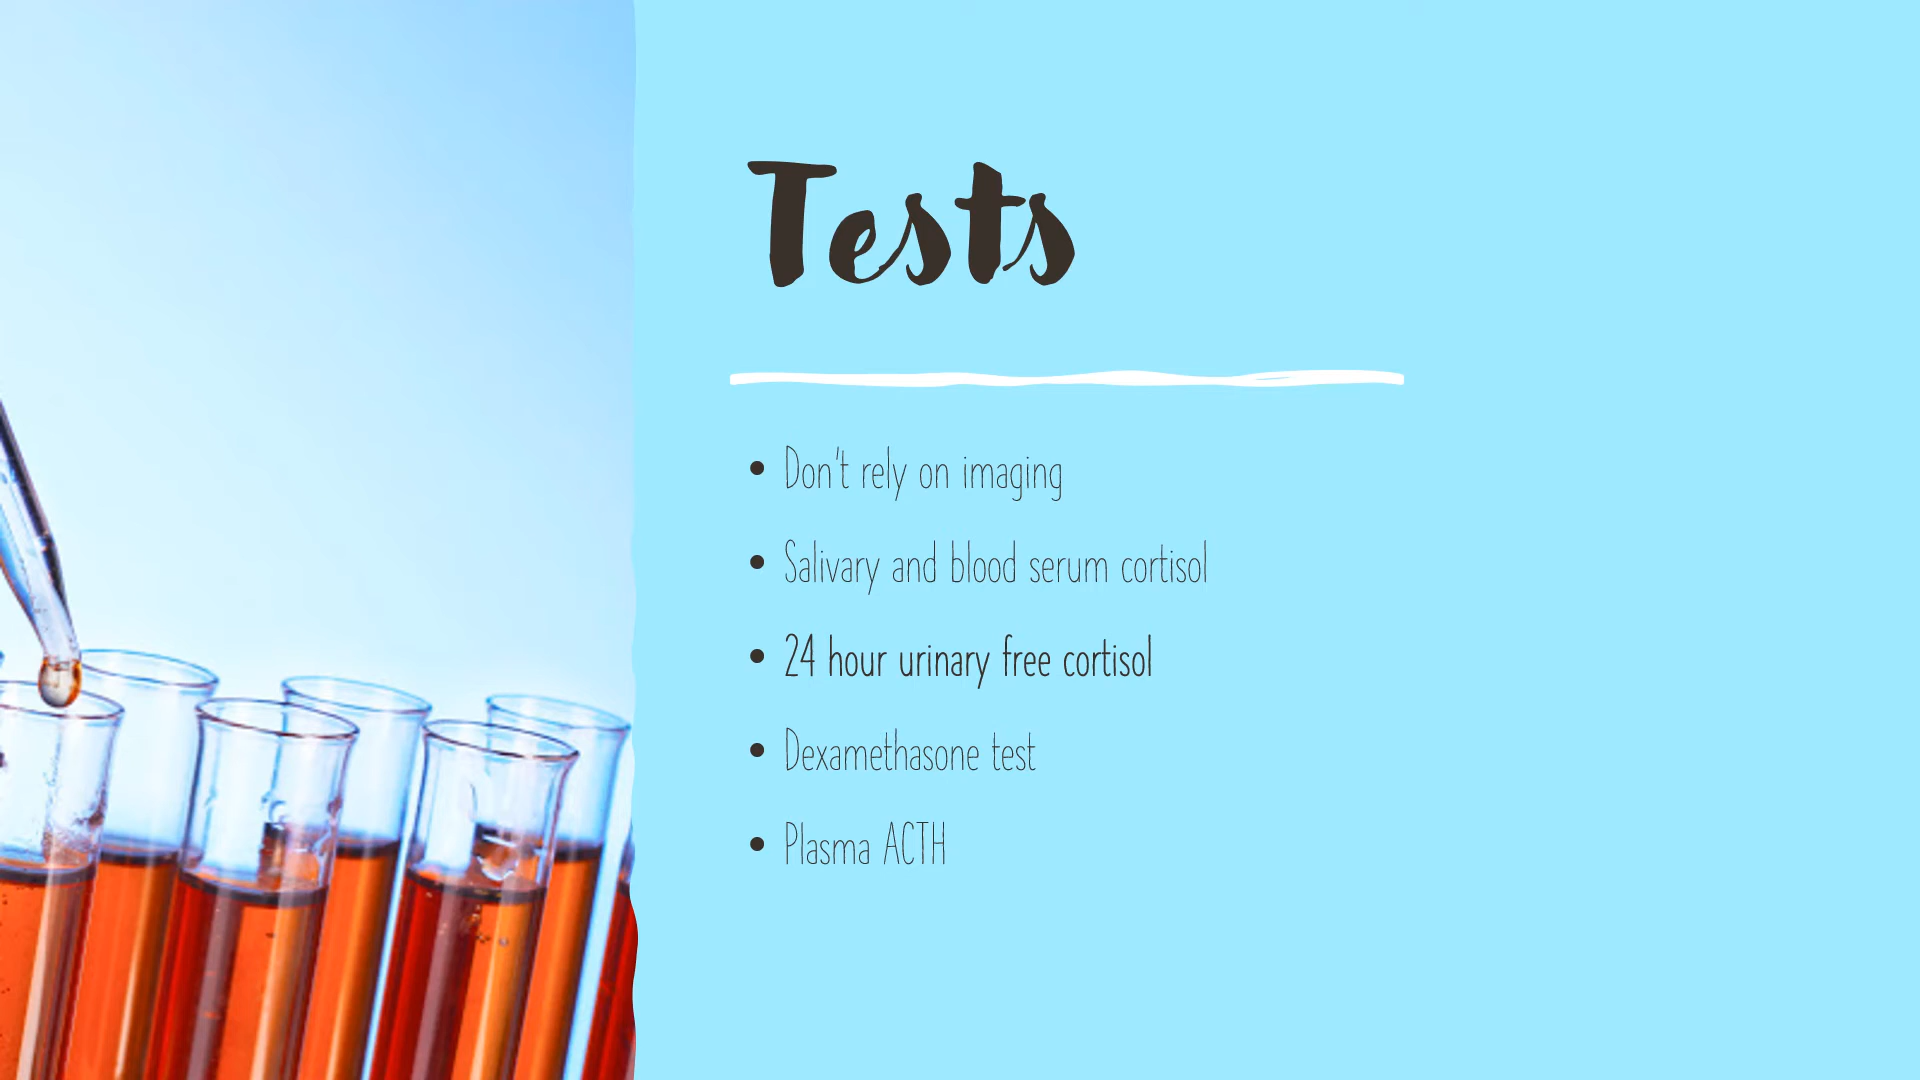 Tests
• Don't rely on imaging
• Salivary and blood serum cortisol
• 24 hour urinary free cortisol
• Dexamethasone test
• Plasma ACTH